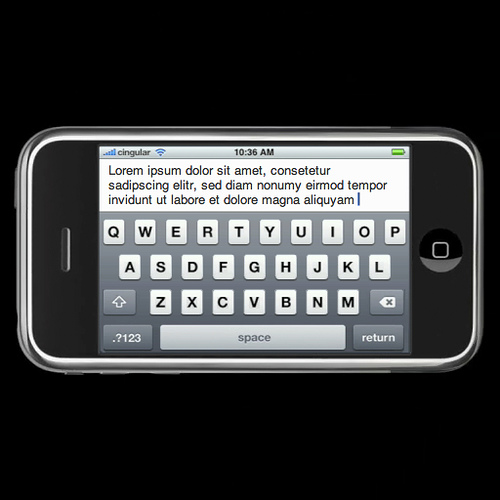 cingular 10:36 AM
Lorem ipsum dolor sit amet, consetetur
sadipscing elitr, sed diam nonumy eirmod tempor
invidunt ut labore et dolore magna aliquyam
Q W E R T Y U I O P
A S D F G H J K L
Z X C V B N M
.?123 space return